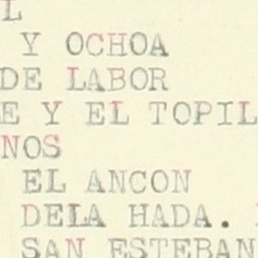 L
Y OCHOA
DE LABOR
E Y EL TOPIL
NOS
EL ANCON
DELA HADA.
SAN ESTEBAN